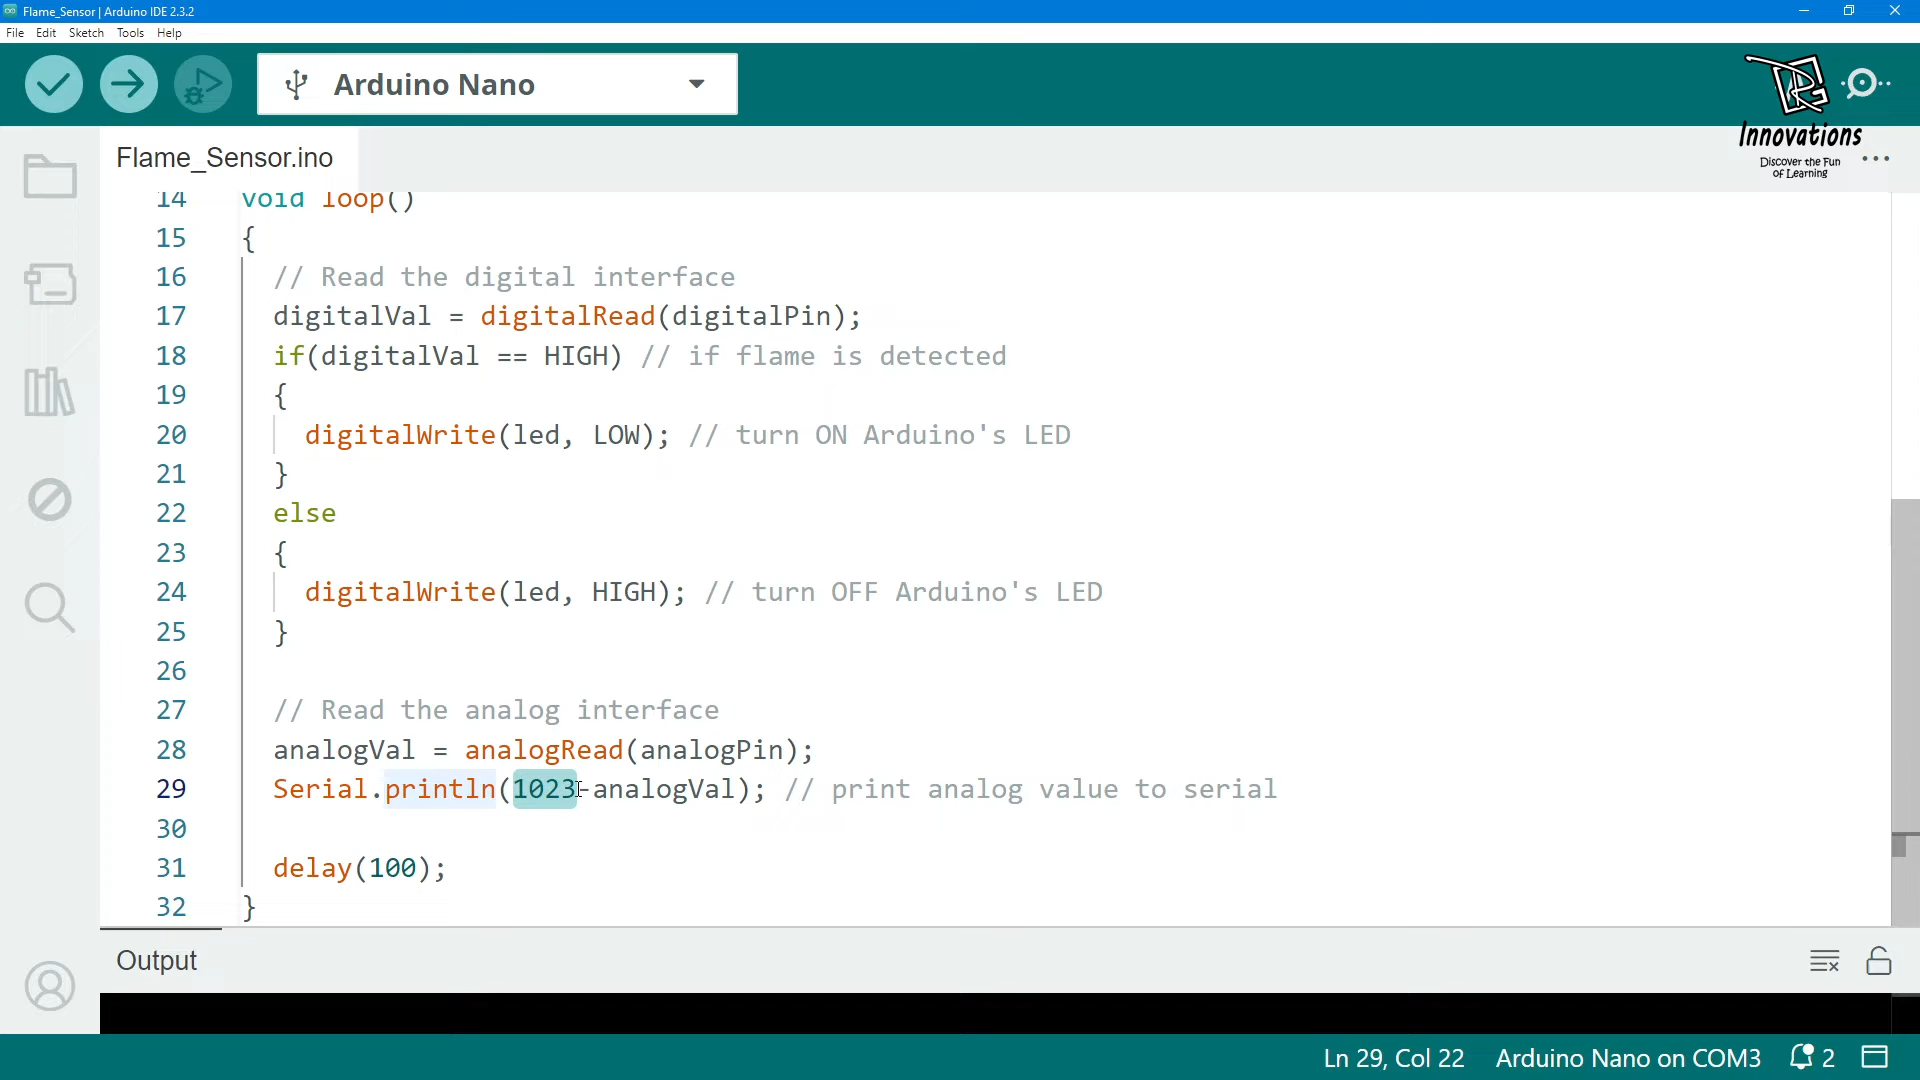 Flame_Sensor | Arduino IDE 2.3.2
File Edit Sketch Tools Help
Arduino Nano
Innovations
Discover the Fun
of Learning
Flame_Sensor.ino
14 void loop()
15 {
16 // Read the digital interface
17 digitalVal = digitalRead(digitalPin);
18 if(digitalVal == HIGH) // if flame is detected
19 {
20 digitalWrite(led, LOW); // turn ON Arduino's LED
21 }
22 else
23 {
24 digitalWrite(led, HIGH); // turn OFF Arduino's LED
25 }
26
27 // Read the analog interface
28 analogVal = analogRead(analogPin);
29 Serial.println(1023-analogVal); // print analog value to serial
30
31 delay(100);
32 }
Output
Ln 29, Col 22 Arduino Nano on COM3 2